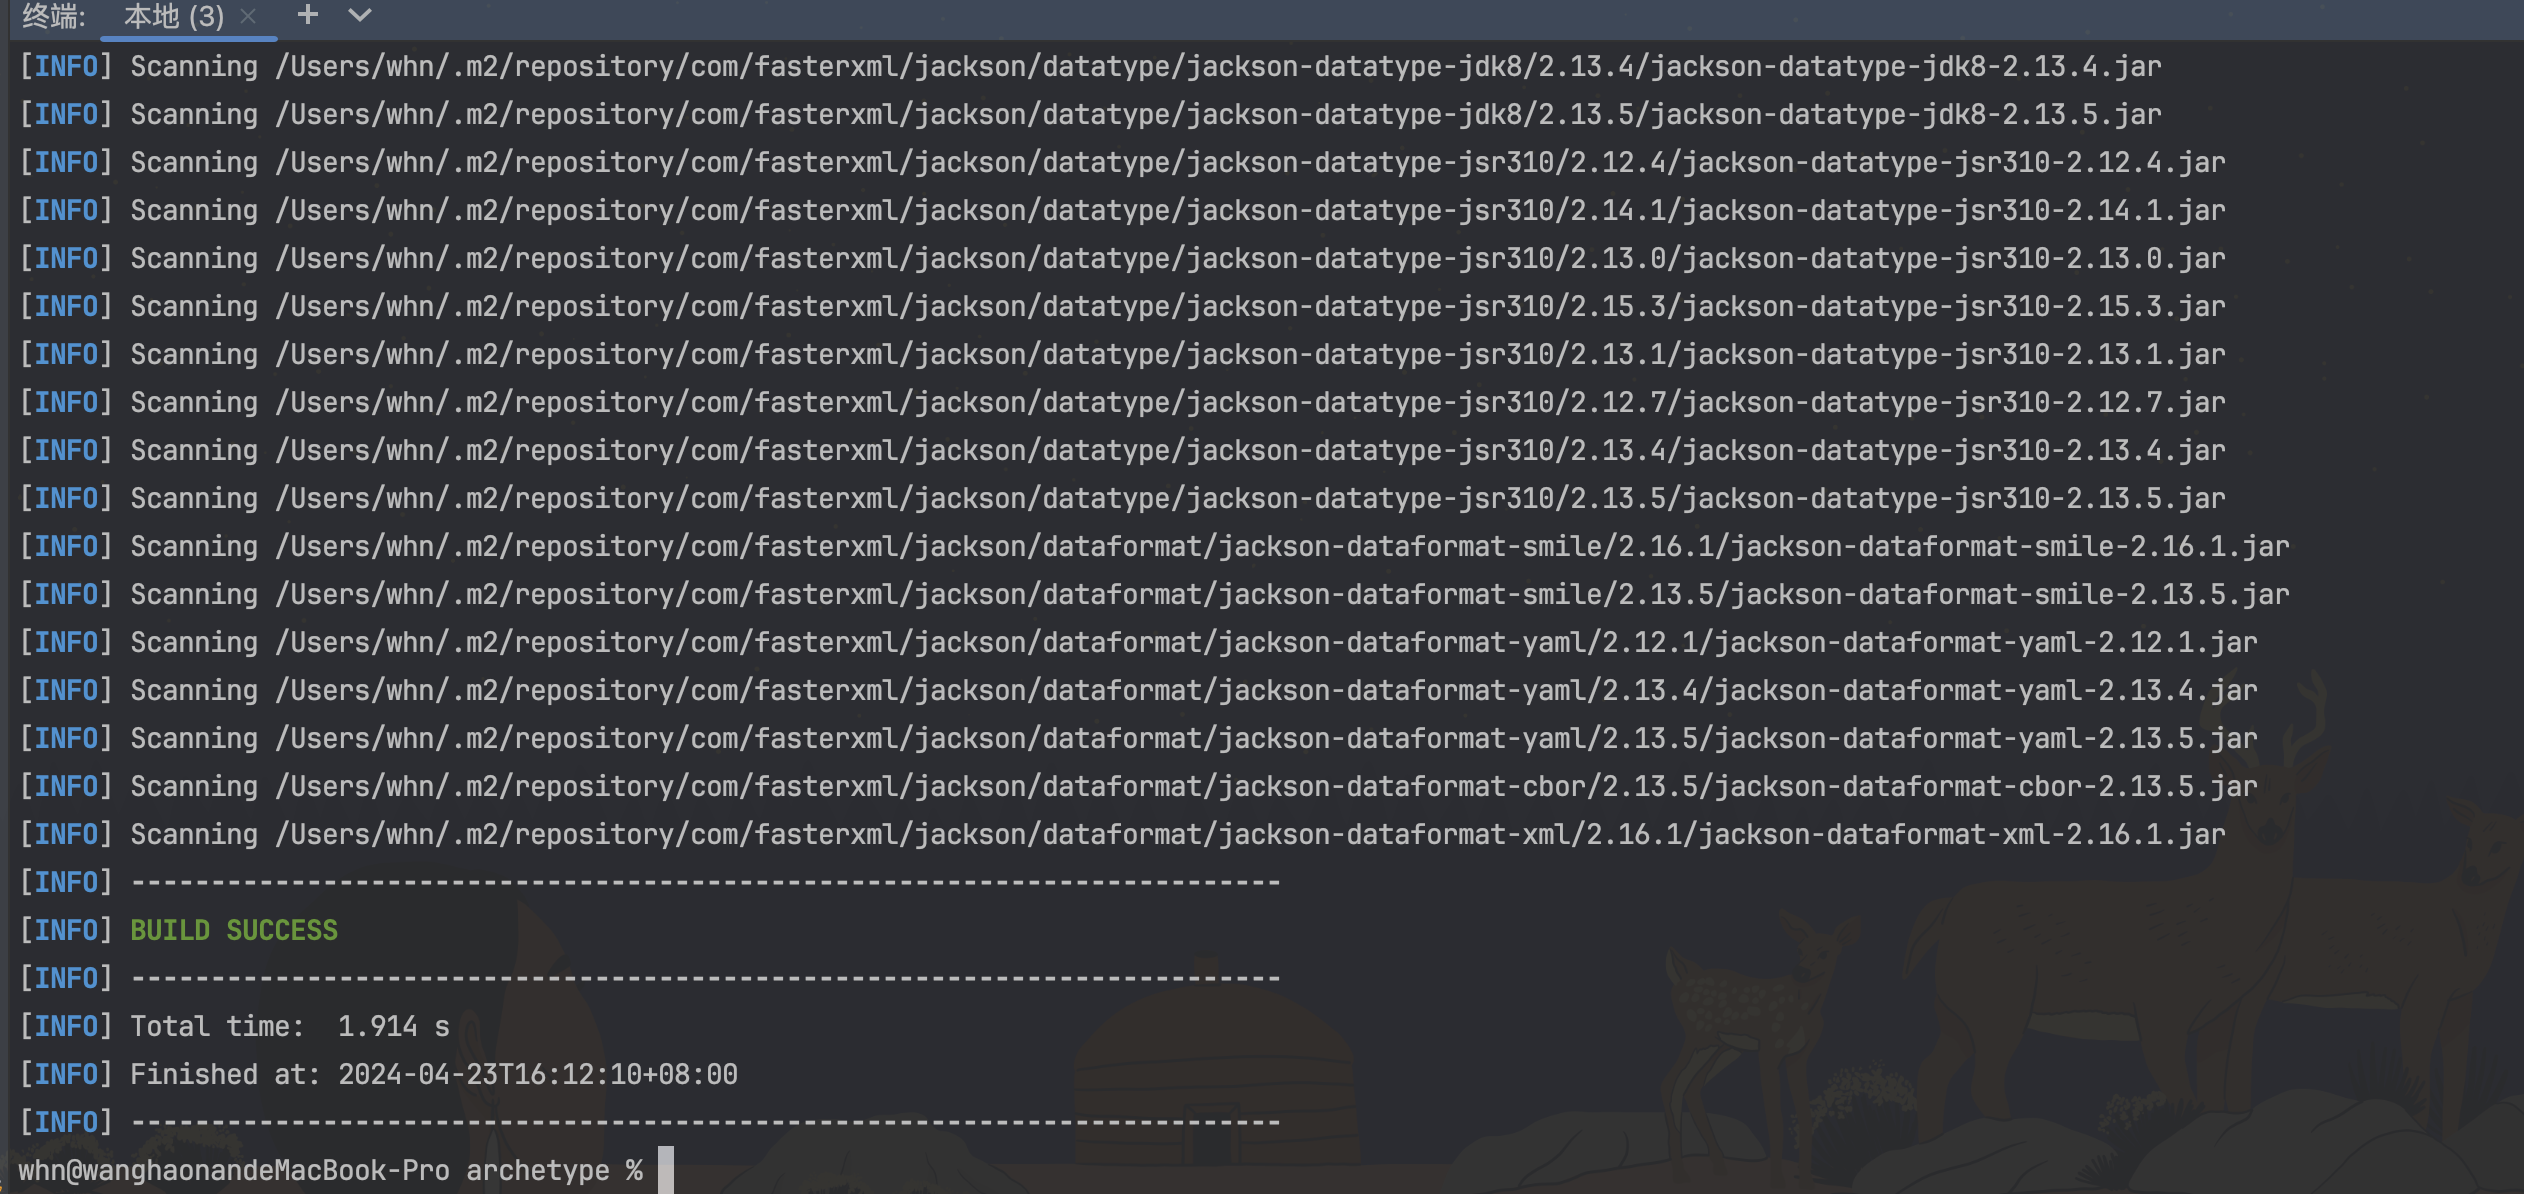 终端: 本地 (3)
[INFO] Scanning /Users/whn/.m2/repository/com/fasterxml/jackson/datatype/jackson-datatype-jdk8/2.13.4/jackson-datatype-jdk8-2.13.4.jar
[INFO] Scanning /Users/whn/.m2/repository/com/fasterxml/jackson/datatype/jackson-datatype-jdk8/2.13.5/jackson-datatype-jdk8-2.13.5.jar
[INFO] Scanning /Users/whn/.m2/repository/com/fasterxml/jackson/datatype/jackson-datatype-jsr310/2.12.4/jackson-datatype-jsr310-2.12.4.jar
[INFO] Scanning /Users/whn/.m2/repository/com/fasterxml/jackson/datatype/jackson-datatype-jsr310/2.14.1/jackson-datatype-jsr310-2.14.1.jar
[INFO] Scanning /Users/whn/.m2/repository/com/fasterxml/jackson/datatype/jackson-datatype-jsr310/2.13.0/jackson-datatype-jsr310-2.13.0.jar
[INFO] Scanning /Users/whn/.m2/repository/com/fasterxml/jackson/datatype/jackson-datatype-jsr310/2.15.3/jackson-datatype-jsr310-2.15.3.jar
[INFO] Scanning /Users/whn/.m2/repository/com/fasterxml/jackson/datatype/jackson-datatype-jsr310/2.13.1/jackson-datatype-jsr310-2.13.1.jar
[INFO] Scanning /Users/whn/.m2/repository/com/fasterxml/jackson/datatype/jackson-datatype-jsr310/2.12.7/jackson-datatype-jsr310-2.12.7.jar
[INFO] Scanning /Users/whn/.m2/repository/com/fasterxml/jackson/datatype/jackson-datatype-jsr310/2.13.4/jackson-datatype-jsr310-2.13.4.jar
[INFO] Scanning /Users/whn/.m2/repository/com/fasterxml/jackson/datatype/jackson-datatype-jsr310/2.13.5/jackson-datatype-jsr310-2.13.5.jar
[INFO] Scanning /Users/whn/.m2/repository/com/fasterxml/jackson/dataformat/jackson-dataformat-smile/2.16.1/jackson-dataformat-smile-2.16.1.jar
[INFO] Scanning /Users/whn/.m2/repository/com/fasterxml/jackson/dataformat/jackson-dataformat-smile/2.13.5/jackson-dataformat-smile-2.13.5.jar
[INFO] Scanning /Users/whn/.m2/repository/com/fasterxml/jackson/dataformat/jackson-dataformat-yaml/2.12.1/jackson-dataformat-yaml-2.12.1.jar
[INFO] Scanning /Users/whn/.m2/repository/com/fasterxml/jackson/dataformat/jackson-dataformat-yaml/2.13.4/jackson-dataformat-yaml-2.13.4.jar
[INFO] Scanning /Users/whn/.m2/repository/com/fasterxml/jackson/dataformat/jackson-dataformat-yaml/2.13.5/jackson-dataformat-yaml-2.13.5.jar
[INFO] Scanning /Users/whn/.m2/repository/com/fasterxml/jackson/dataformat/jackson-dataformat-cbor/2.13.5/jackson-dataformat-cbor-2.13.5.jar
[INFO] Scanning /Users/whn/.m2/repository/com/fasterxml/jackson/dataformat/jackson-dataformat-xml/2.16.1/jackson-dataformat-xml-2.16.1.jar
[INFO] ------------------------------------------------------------------------
[INFO] BUILD SUCCESS
[INFO] ------------------------------------------------------------------------
[INFO] Total time:  1.914 s
[INFO] Finished at: 2024-04-23T16:12:10+08:00
[INFO] ------------------------------------------------------------------------
whn@wanghaonandeMacBook-Pro archetype %